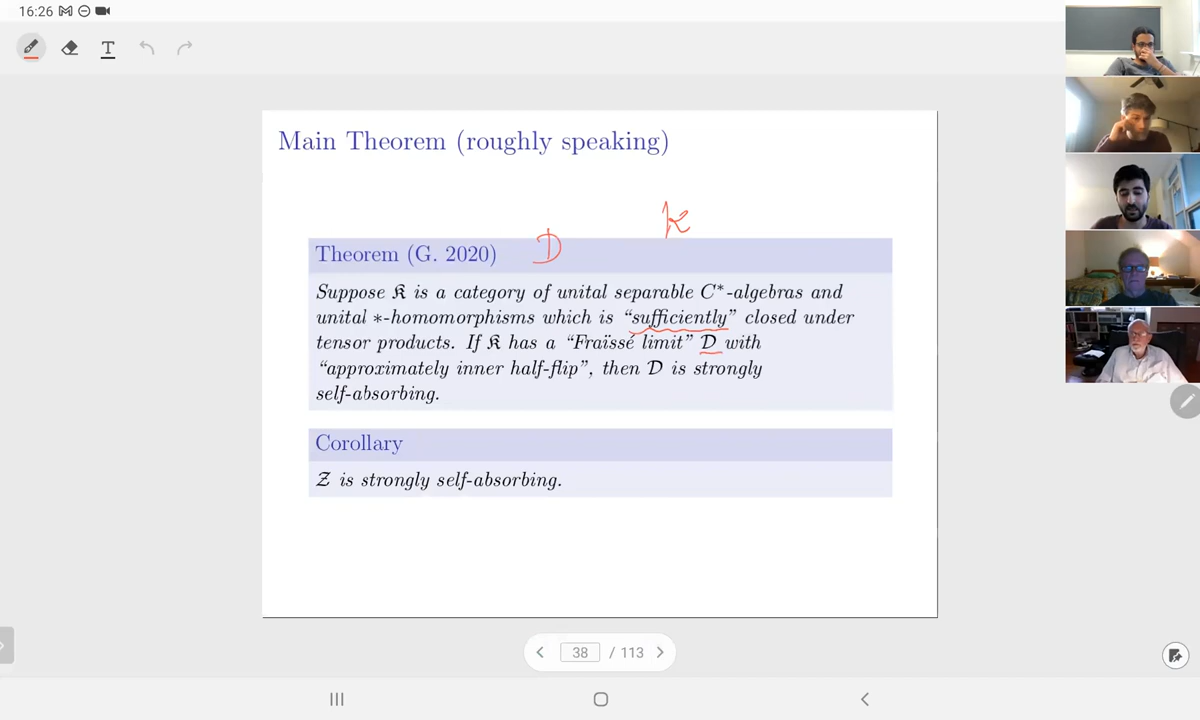 16:26
T
Main Theorem (roughly speaking)
K
D
Theorem (G. 2020)
Suppose 𝔎 is a category of unital separable C*-algebras and
unital *-homomorphisms which is “sufficiently” closed under
tensor products. If 𝔎 has a “Fraïssé limit” 𝒟 with
“approximately inner half-flip”, then 𝒟 is strongly
self-absorbing.
Corollary
𝒵 is strongly self-absorbing.
38 / 113